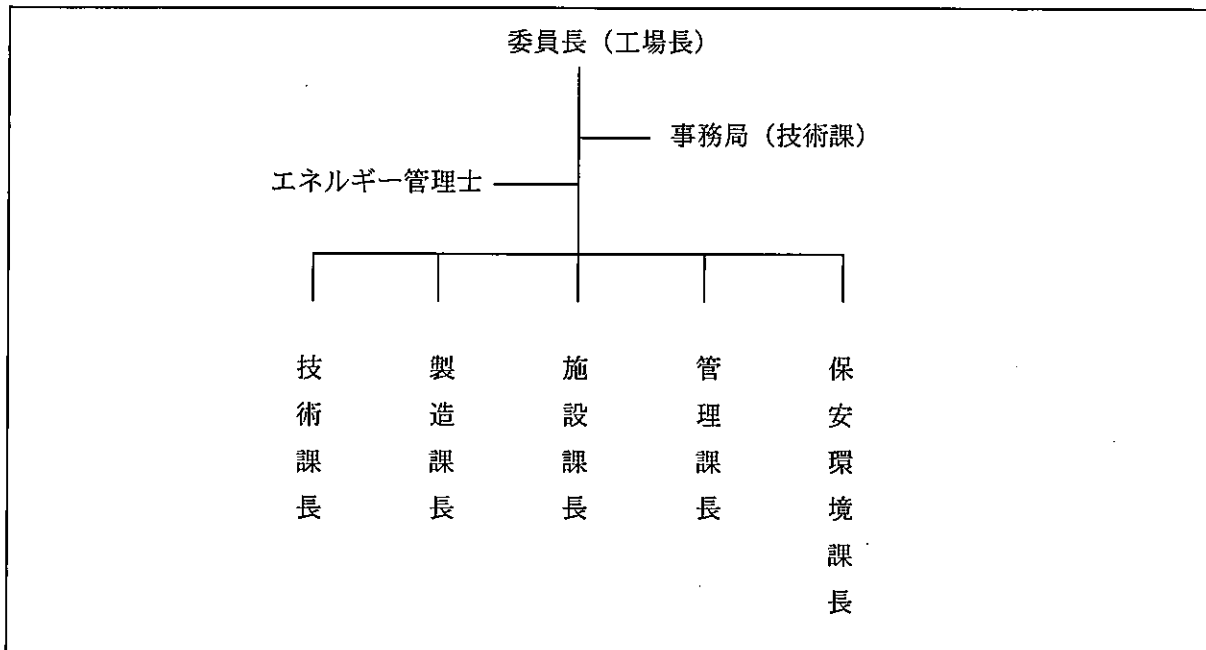 委員長（工場長）
事務局（技術課）
エネルギー管理士
技術課長
製造課長
施設課長
管理課長
保安環境課長